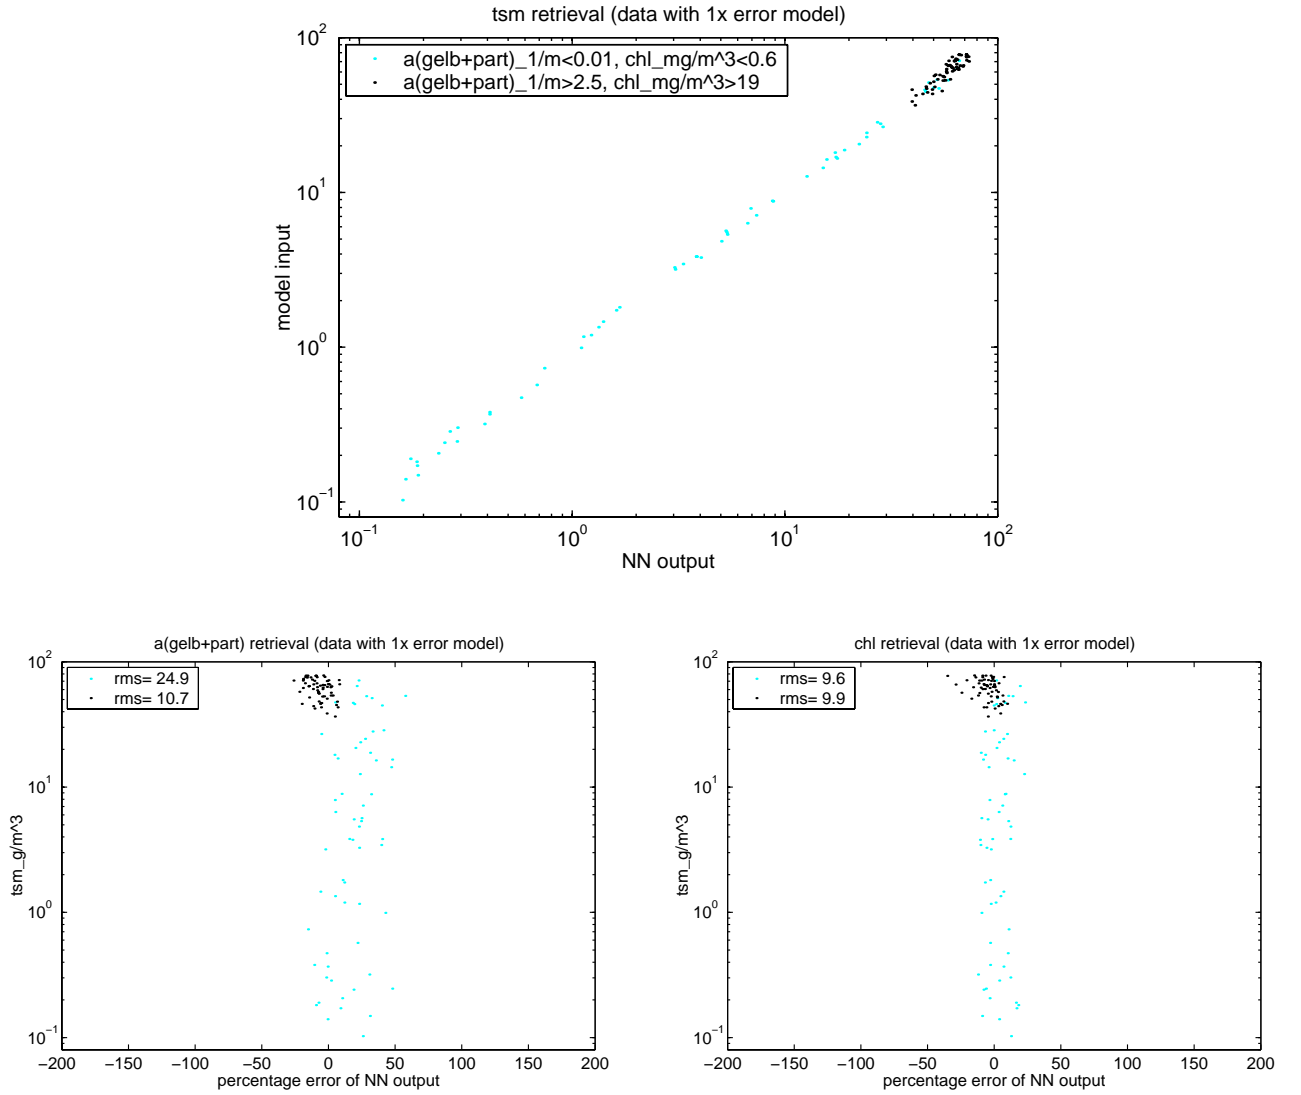 tsm retrieval (data with 1x error model)
a(gelb+part)_1/m<0.01, chl_mg/m^3<0.6
a(gelb+part)_1/m>2.5, chl_mg/m^3>19
model input
10^2
10^1
10^0
10^−1
10^−1
10^0
10^1
10^2
NN output
a(gelb+part) retrieval (data with 1x error model)
rms= 24.9
rms= 10.7
tsm_g/m^3
10^2
10^1
10^0
10^−1
−200 −150 −100 −50 0 50 100 150 200
percentage error of NN output
chl retrieval (data with 1x error model)
rms= 9.6
rms= 9.9
tsm_g/m^3
10^2
10^1
10^0
10^−1
−200 −150 −100 −50 0 50 100 150 200
percentage error of NN output